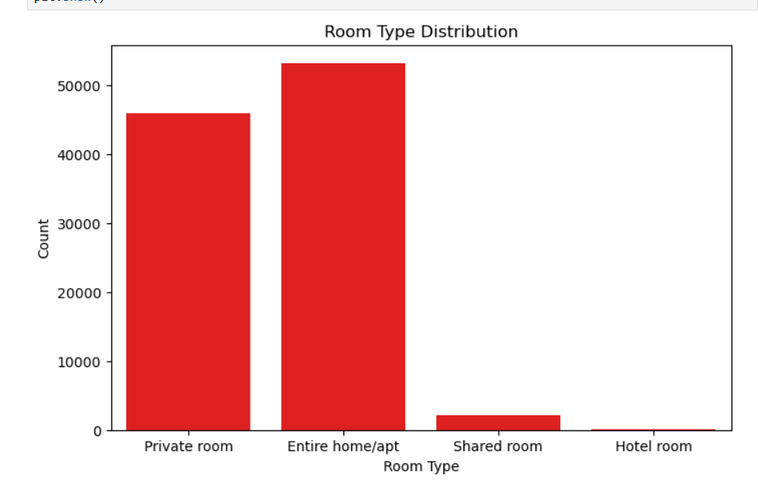 Room Type Distribution
50000
40000
30000
20000
10000
0
Count
Private room Entire home/apt Shared room Hotel room
Room Type